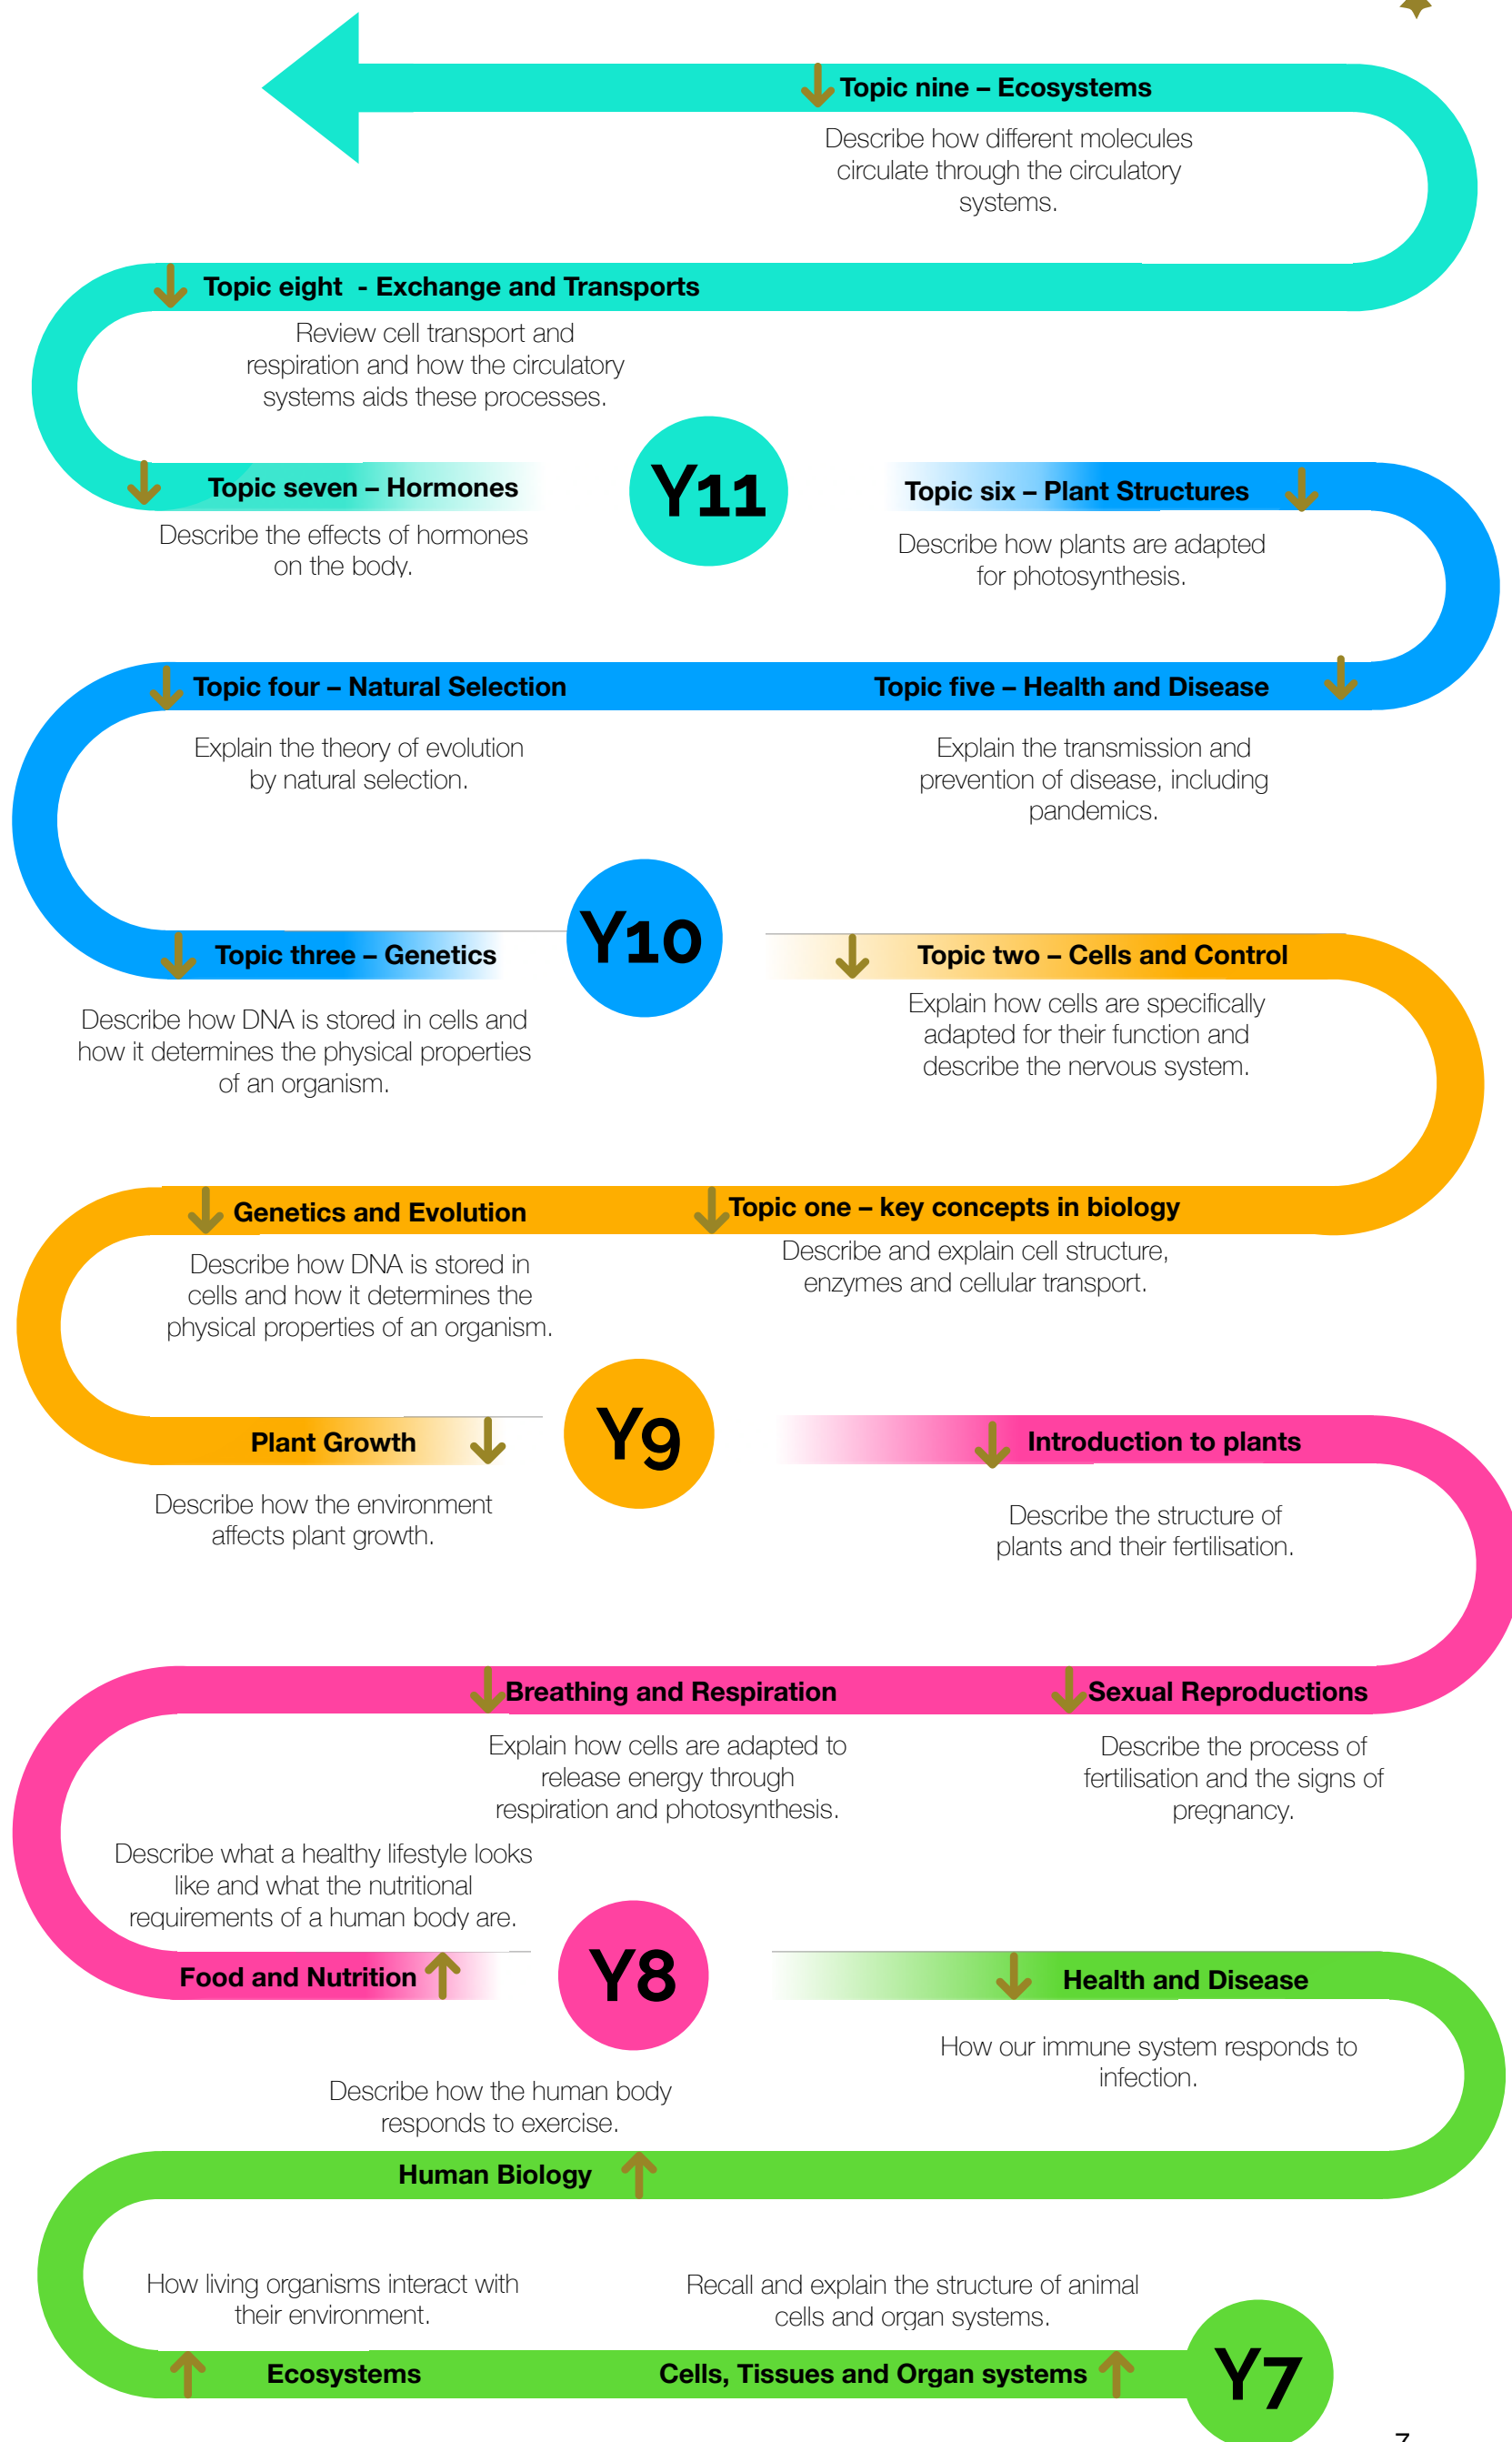 Topic nine – Ecosystems
Describe how different molecules
circulate through the circulatory
systems.
Topic eight - Exchange and Transports
Review cell transport and
respiration and how the circulatory
systems aids these processes.
Topic seven – Hormones
Describe the effects of hormones
on the body.
Y11
Topic six – Plant Structures
Describe how plants are adapted
for photosynthesis.
Topic four – Natural Selection
Explain the theory of evolution
by natural selection.
Topic five – Health and Disease
Explain the transmission and
prevention of disease, including
pandemics.
Topic three – Genetics
Describe how DNA is stored in cells and
how it determines the physical properties
of an organism.
Y10
Topic two – Cells and Control
Explain how cells are specifically
adapted for their function and
describe the nervous system.
Genetics and Evolution
Describe how DNA is stored in
cells and how it determines the
physical properties of an organism.
Topic one – key concepts in biology
Describe and explain cell structure,
enzymes and cellular transport.
Plant Growth
Describe how the environment
affects plant growth.
Y9
Introduction to plants
Describe the structure of
plants and their fertilisation.
Breathing and Respiration
Explain how cells are adapted to
release energy through
respiration and photosynthesis.
Sexual Reproductions
Describe the process of
fertilisation and the signs of
pregnancy.
Describe what a healthy lifestyle looks
like and what the nutritional
requirements of a human body are.
Food and Nutrition
Y8
Health and Disease
How our immune system responds to
infection.
Describe how the human body
responds to exercise.
Human Biology
How living organisms interact with
their environment.
Ecosystems
Recall and explain the structure of animal
cells and organ systems.
Cells, Tissues and Organ systems
Y7
7